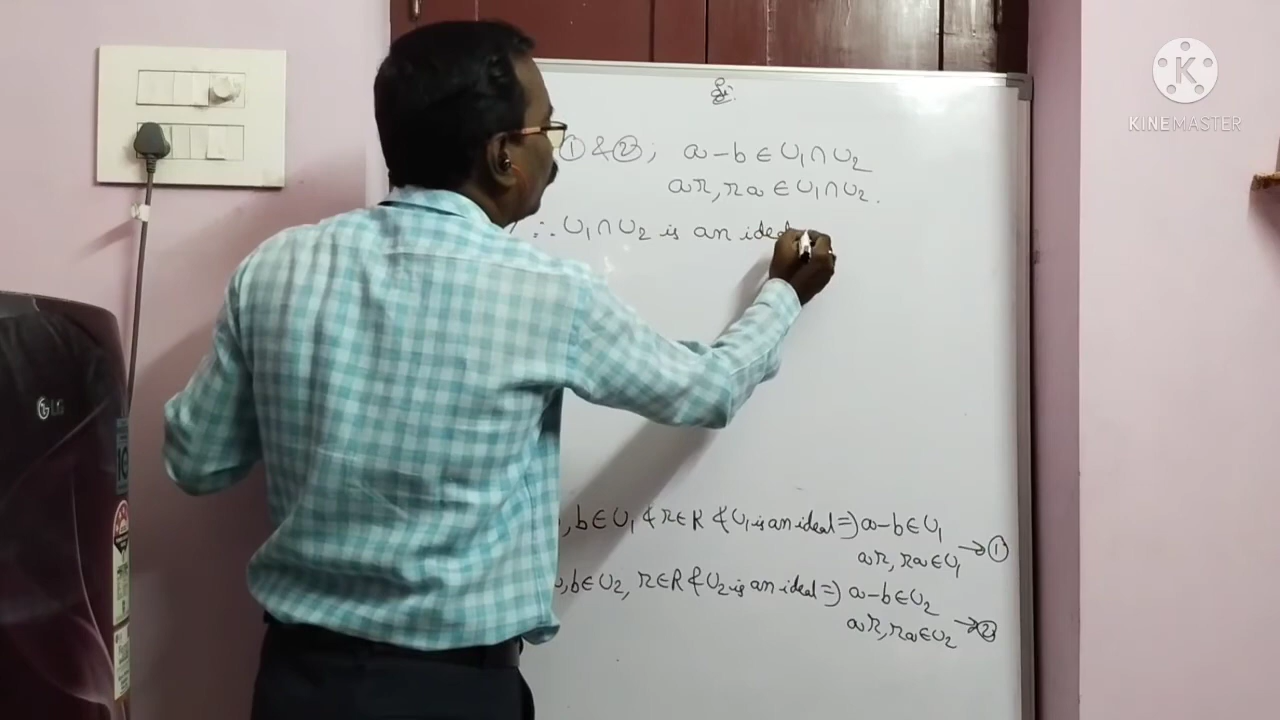 ① & ②; a-b ∈ U₁∩U₂
ar, ra ∈ U₁∩U₂.
∴ U₁∩U₂ is an ideal
, b ∈ U₁ & r ∈ R & U₁ is an ideal ⇒ a-b ∈ U₁
ar, ra ∈ U₁ → ①
, b ∈ U₂, r ∈ R & U₂ is an ideal ⇒ a-b ∈ U₂
ar, ra ∈ U₂ → ②
LG
K
KINEMASTER